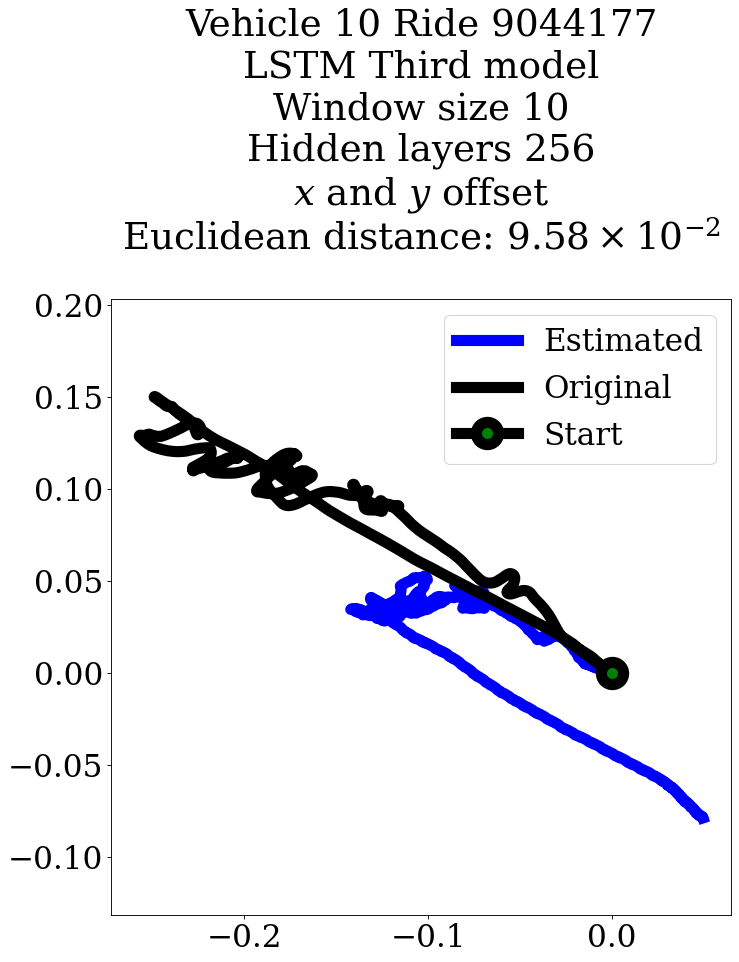 Vehicle 10 Ride 9044177
LSTM Third model
Window size 10
Hidden layers 256
x and y offset
Euclidean distance: 9.58 × 10⁻²
Estimated
Original
Start
0.20
0.15
0.10
0.05
0.00
−0.05
−0.10
−0.2 −0.1 0.0